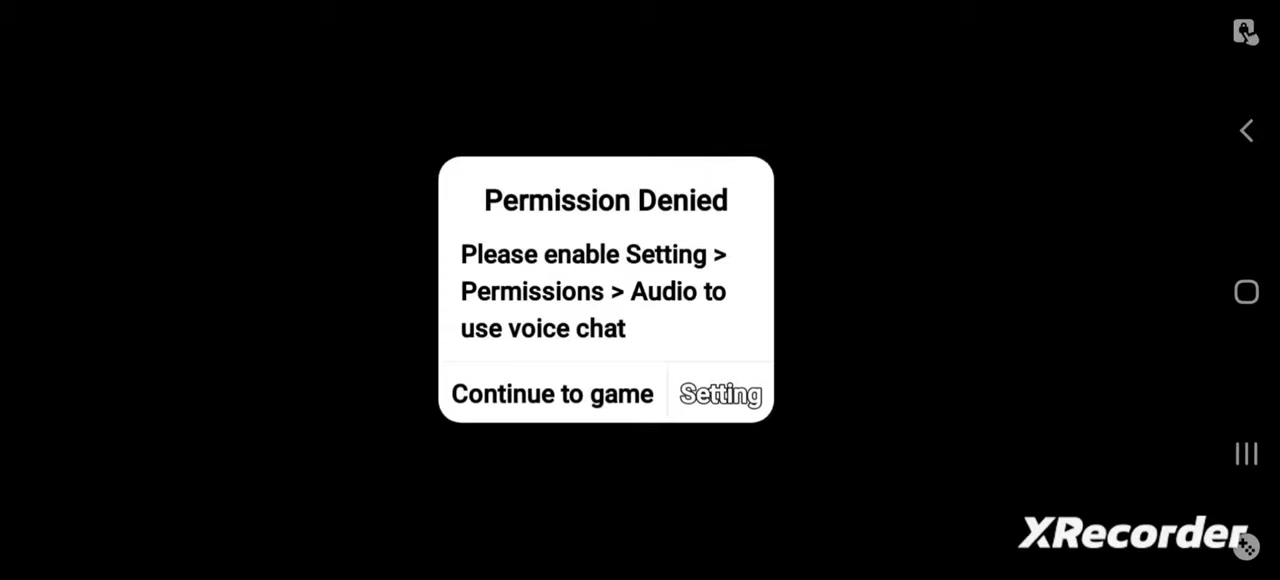 Permission Denied
Please enable Setting >
Permissions > Audio to
use voice chat
Continue to game
Setting
XRecorder